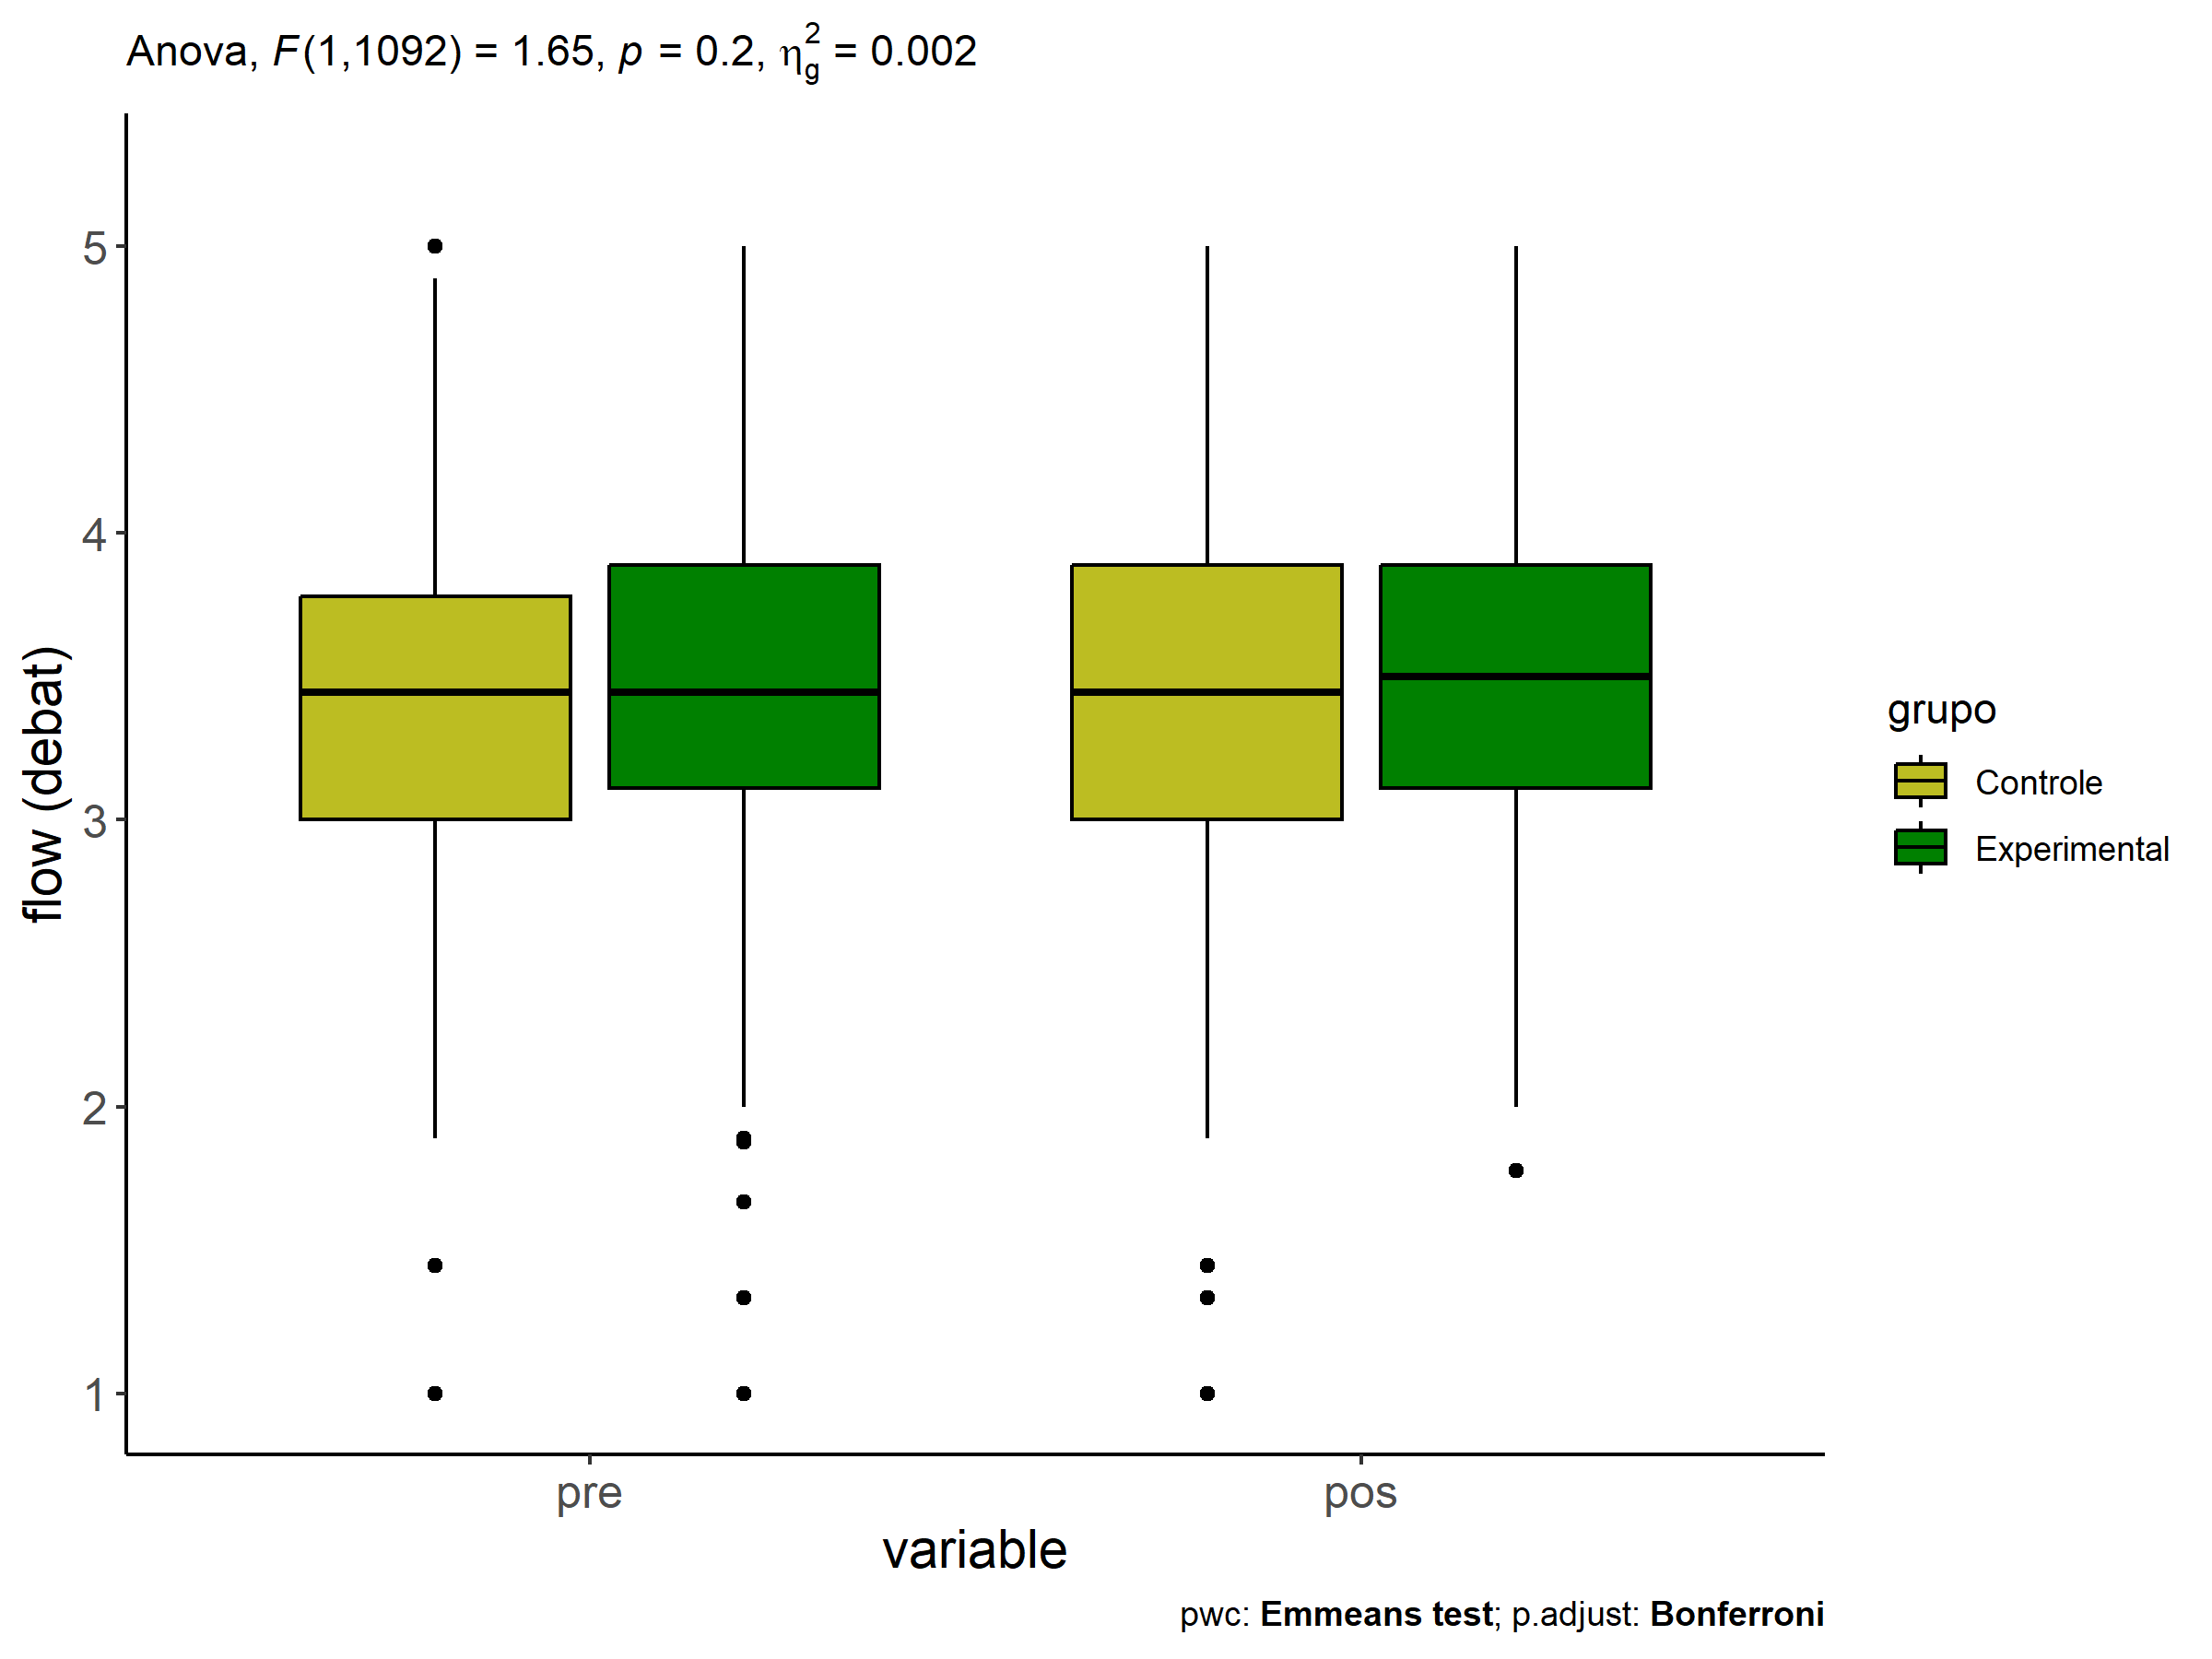 Anova, F(1,1092) = 1.65, p = 0.2, η²g = 0.002
flow (debat)
5
4
3
2
1
pre
pos
variable
grupo
Controle
Experimental
pwc: Emmeans test; p.adjust: Bonferroni